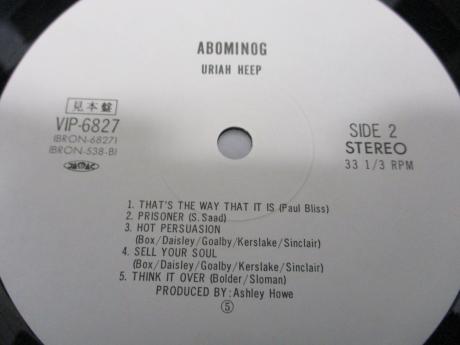 ABOMINOG
URIAH HEEP
見本盤
VIP-6827
(BRON-6827)
(BRON-538-B)
JASRAC
SIDE 2
STEREO
33 1/3 RPM
1. THAT'S THE WAY THAT IT IS (Paul Bliss)
2. PRISONER (S. Saad)
3. HOT PERSUASION
(Box/Daisley/Goalby/Kerslake/Sinclair)
4. SELL YOUR SOUL
(Box/Daisley/Goalby/Kerslake/Sinclair)
5. THINK IT OVER (Bolder/Sloman)
PRODUCED BY: Ashley Howe
⑤